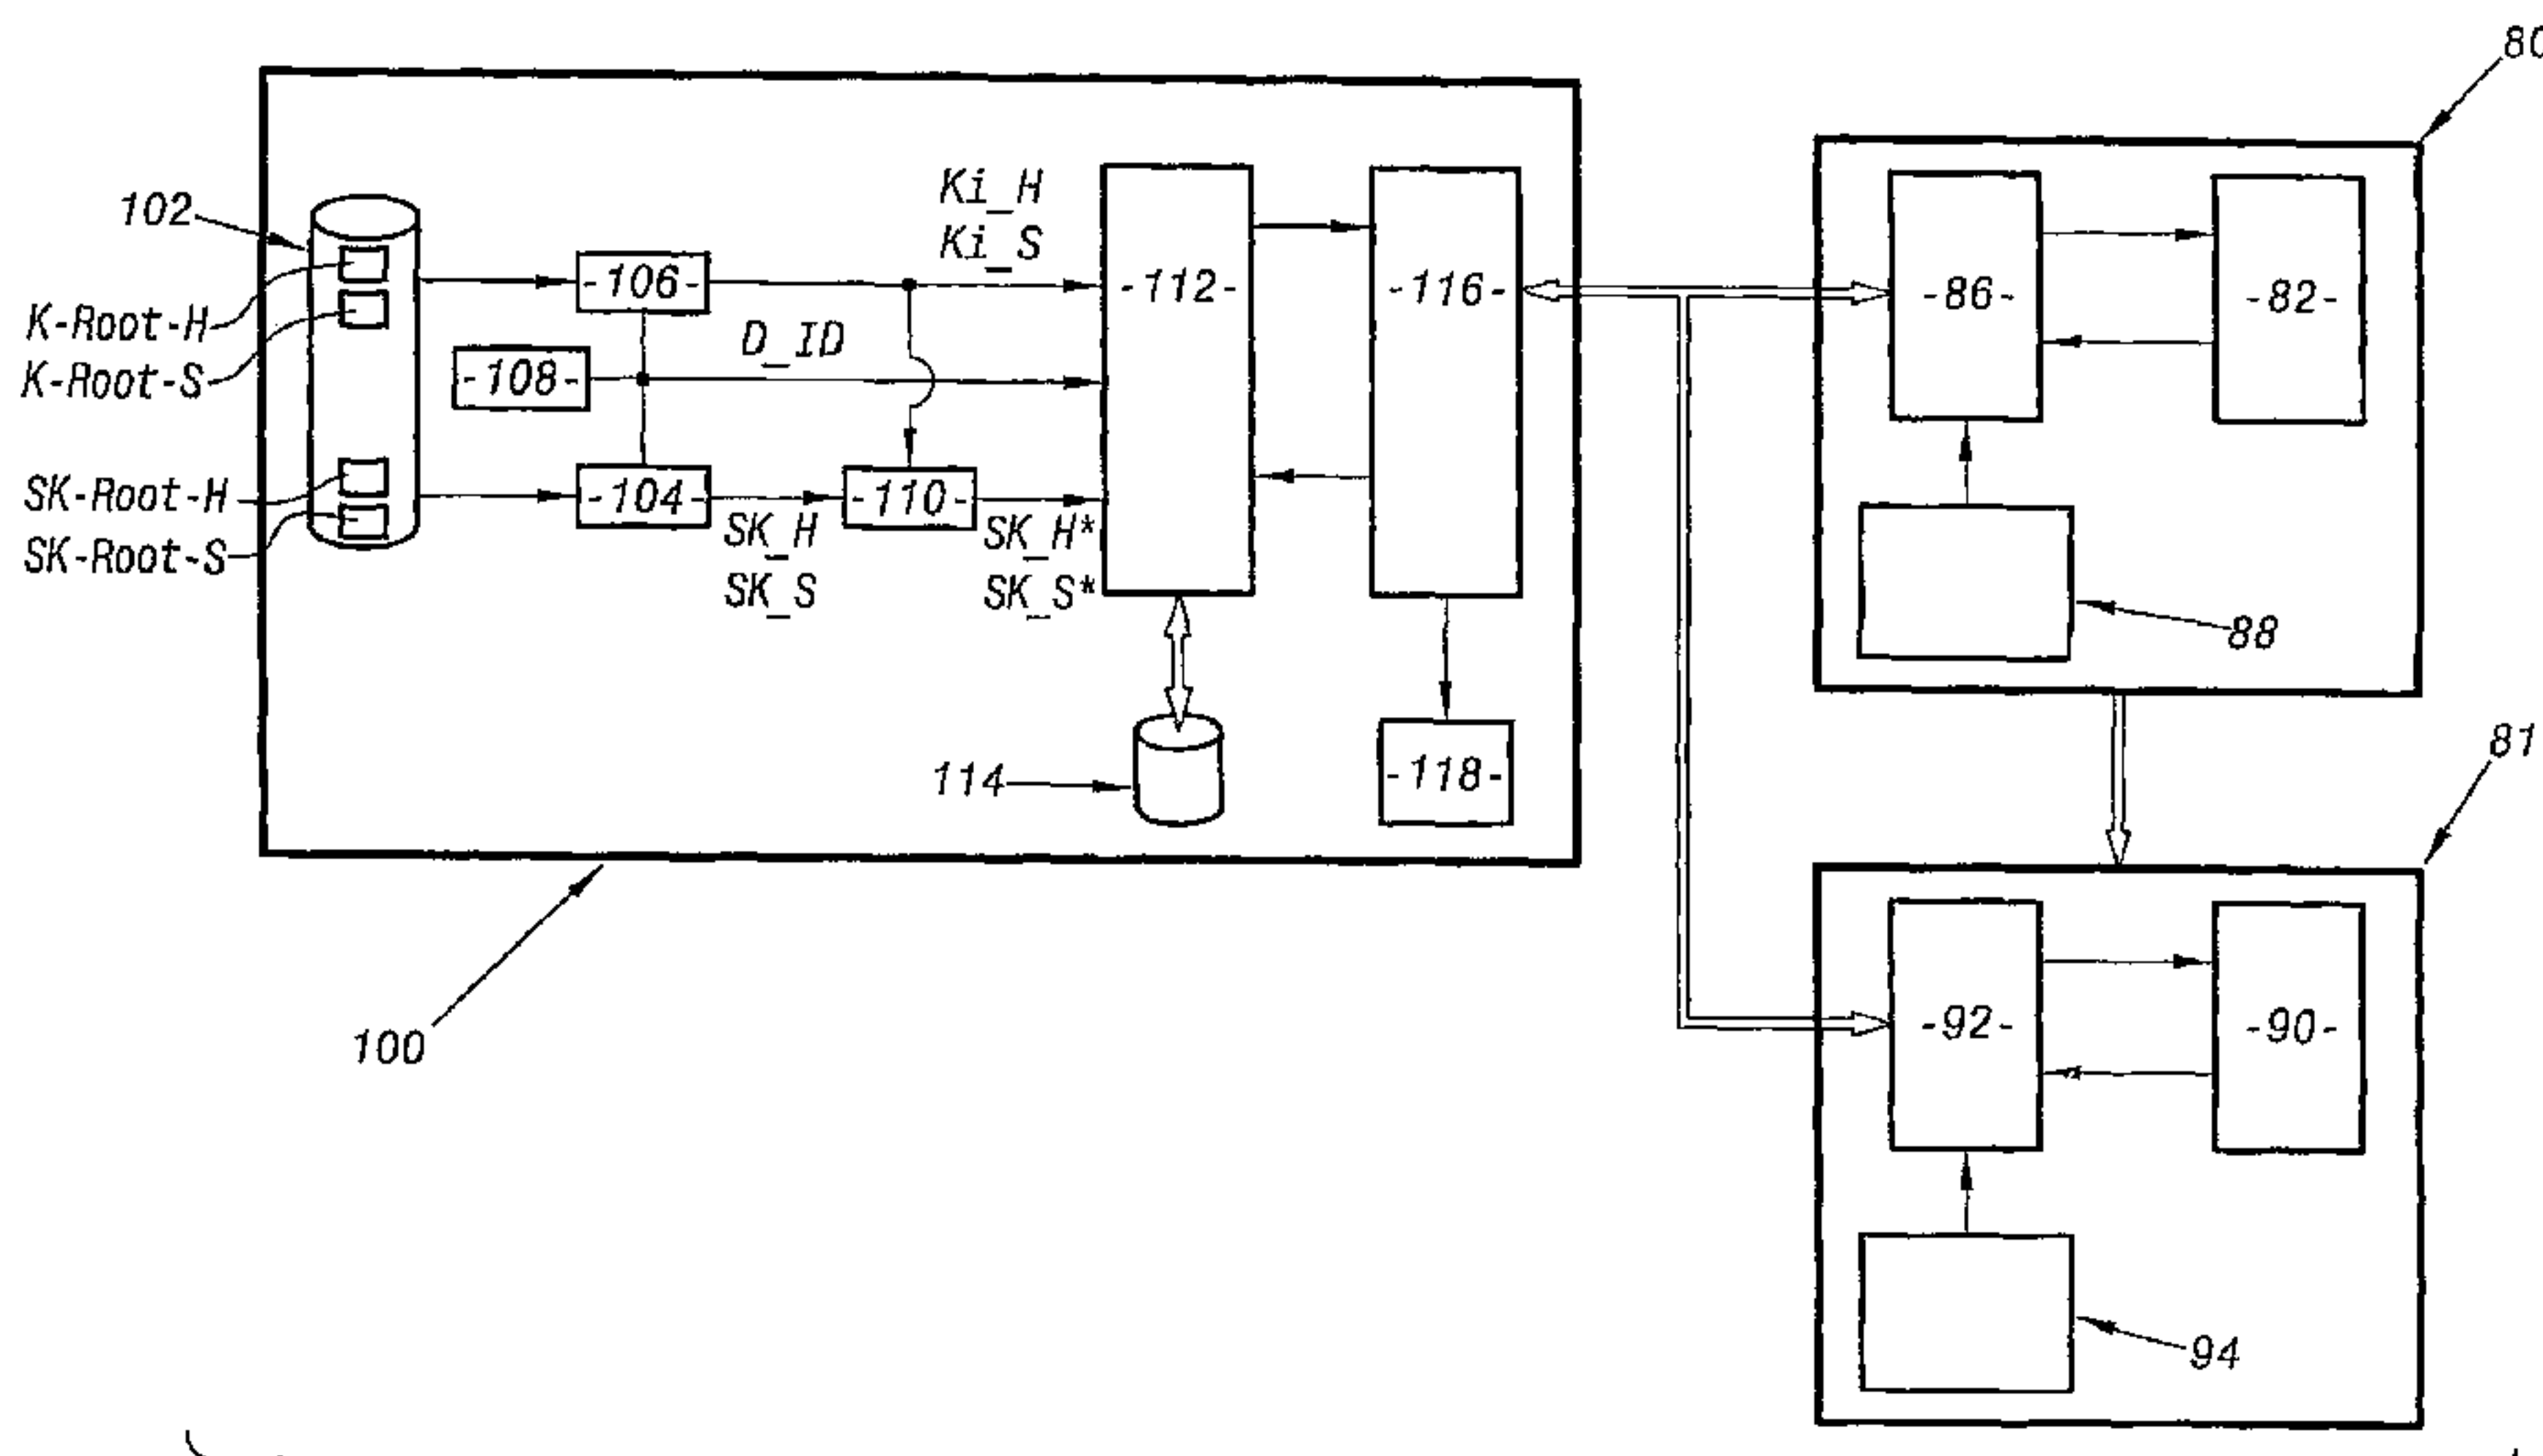 80
102
Ki_H
Ki_S
-106-
-112-
-116-
-86-
-82-
K-Root-H
K-Root-S
D_ID
-108-
SK-Root-H
SK-Root-S
-104-
-110-
SK_H
SK_S
SK_H*
SK_S*
88
114
-118-
81
100
-92-
-90-
94